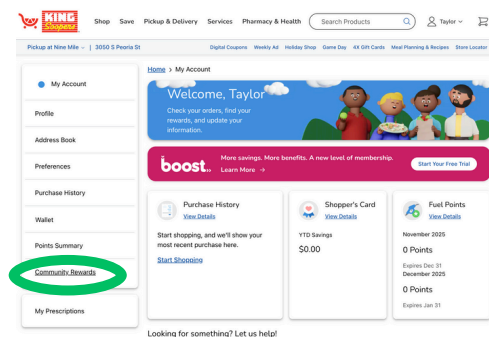 KING Soopers
Shop Save Pickup & Delivery Services Pharmacy & Health Search Products Taylor
Pickup at Nine Mile | 3050 S Peoria St Digital Coupons Weekly Ad Holiday Shop Game Day 4X Gift Cards Meal Planning & Recipes Store Locator
Home > My Account
My Account
Profile
Address Book
Preferences
Purchase History
Wallet
Points Summary
Community Rewards
My Prescriptions
Welcome, Taylor
Check your orders, find your
rewards, and update your
information.
boost
More savings. More benefits. A new level of membership.
Learn More →
Start Your Free Trial
Purchase History
View Details
Start shopping, and we'll show your
most recent purchase here.
Start Shopping
Shopper's Card
View Details
YTD Savings
$0.00
Fuel Points
View Details
November 2025
0 Points
Expires Dec 31
December 2025
0 Points
Expires Jan 31
Looking for something? Let us help!